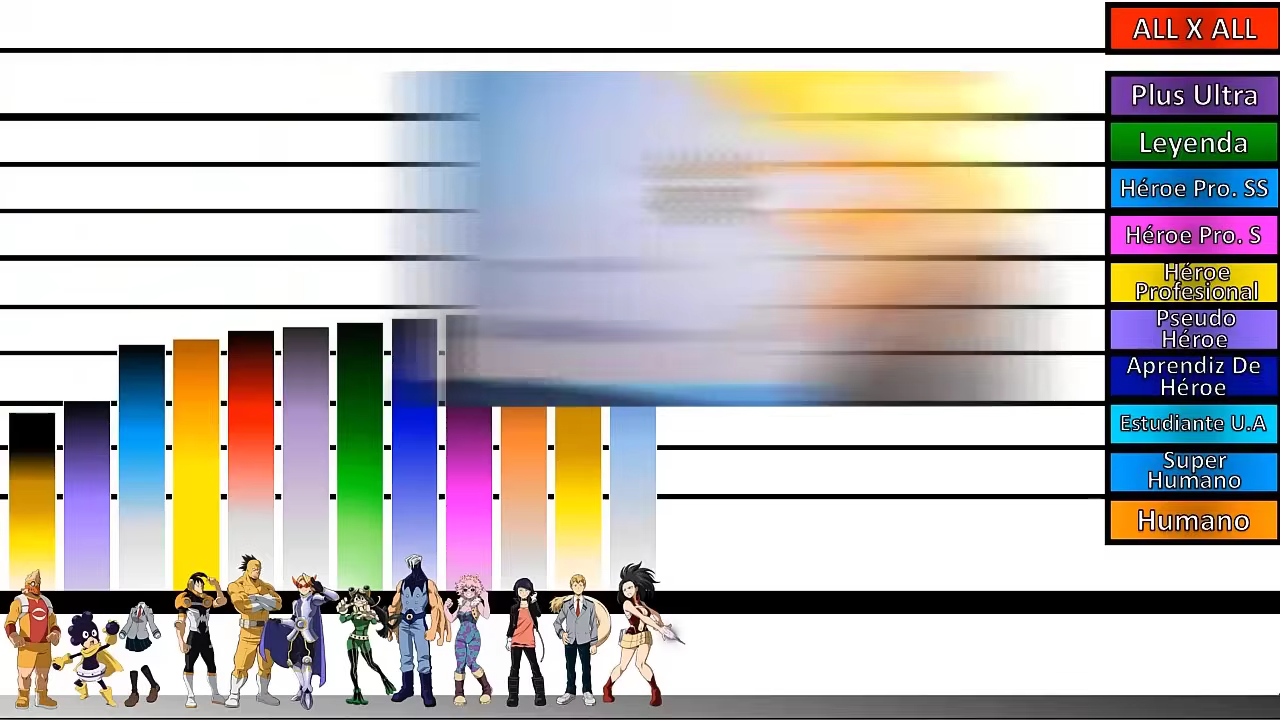 ALL X ALL
Plus Ultra
Leyenda
Héroe Pro. SS
Héroe Pro. S
Héroe
Profesional
Pseudo
Héroe
Aprendiz De
Héroe
Estudiante U.A
Super
Humano
Humano